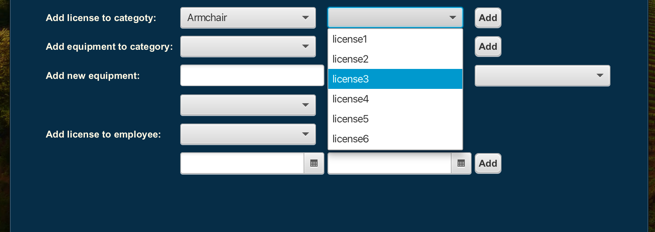 Add license to categoty: Armchair Add
license1
Add equipment to category: Add
license2
Add new equipment: license3
license4
license5
Add license to employee: license6
Add